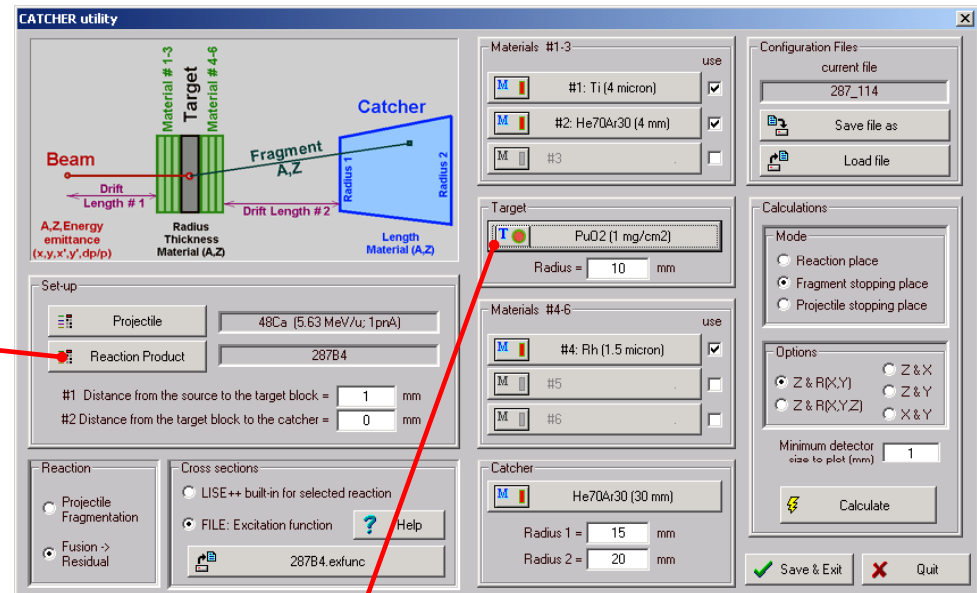 CATCHER utility
Material # 1-3
Target
Material # 4-6
Catcher
Beam
Fragment
A,Z
Radius 1
Radius 2
Drift
Length # 1
Drift Length # 2
A,Z,Energy
emittance
(x,y,x',y',dp/p)
Radius
Thickness
Material (A,Z)
Length
Material (A,Z)
Set-up
Projectile
48Ca (5.63 MeV/u; 1pnA)
Reaction Product
287B4
#1 Distance from the source to the target block = 1 mm
#2 Distance from the target block to the catcher = 0 mm
Reaction
Projectile
Fragmentation
Fusion ->
Residual
Cross sections
LISE++ built-in for selected reaction
FILE: Excitation function
? Help
287B4.exfunc
Materials #1-3
use
M #1: Ti (4 micron)
M #2: He70Ar30 (4 mm)
M #3 .
Target
T PuO2 (1 mg/cm2)
Radius = 10 mm
Materials #4-6
use
M #4: Rh (1.5 micron)
M #5 .
M #6 .
Catcher
M He70Ar30 (30 mm)
Radius 1 = 15 mm
Radius 2 = 20 mm
Configuration Files
current file
287_114
Save file as
Load file
Calculations
Mode
Reaction place
Fragment stopping place
Projectile stopping place
Options
Z & R(X,Y)
Z & R(X,Y,Z)
Z & X
Z & Y
X & Y
Minimum detector
size to plot (mm) 1
Calculate
Save & Exit
Quit